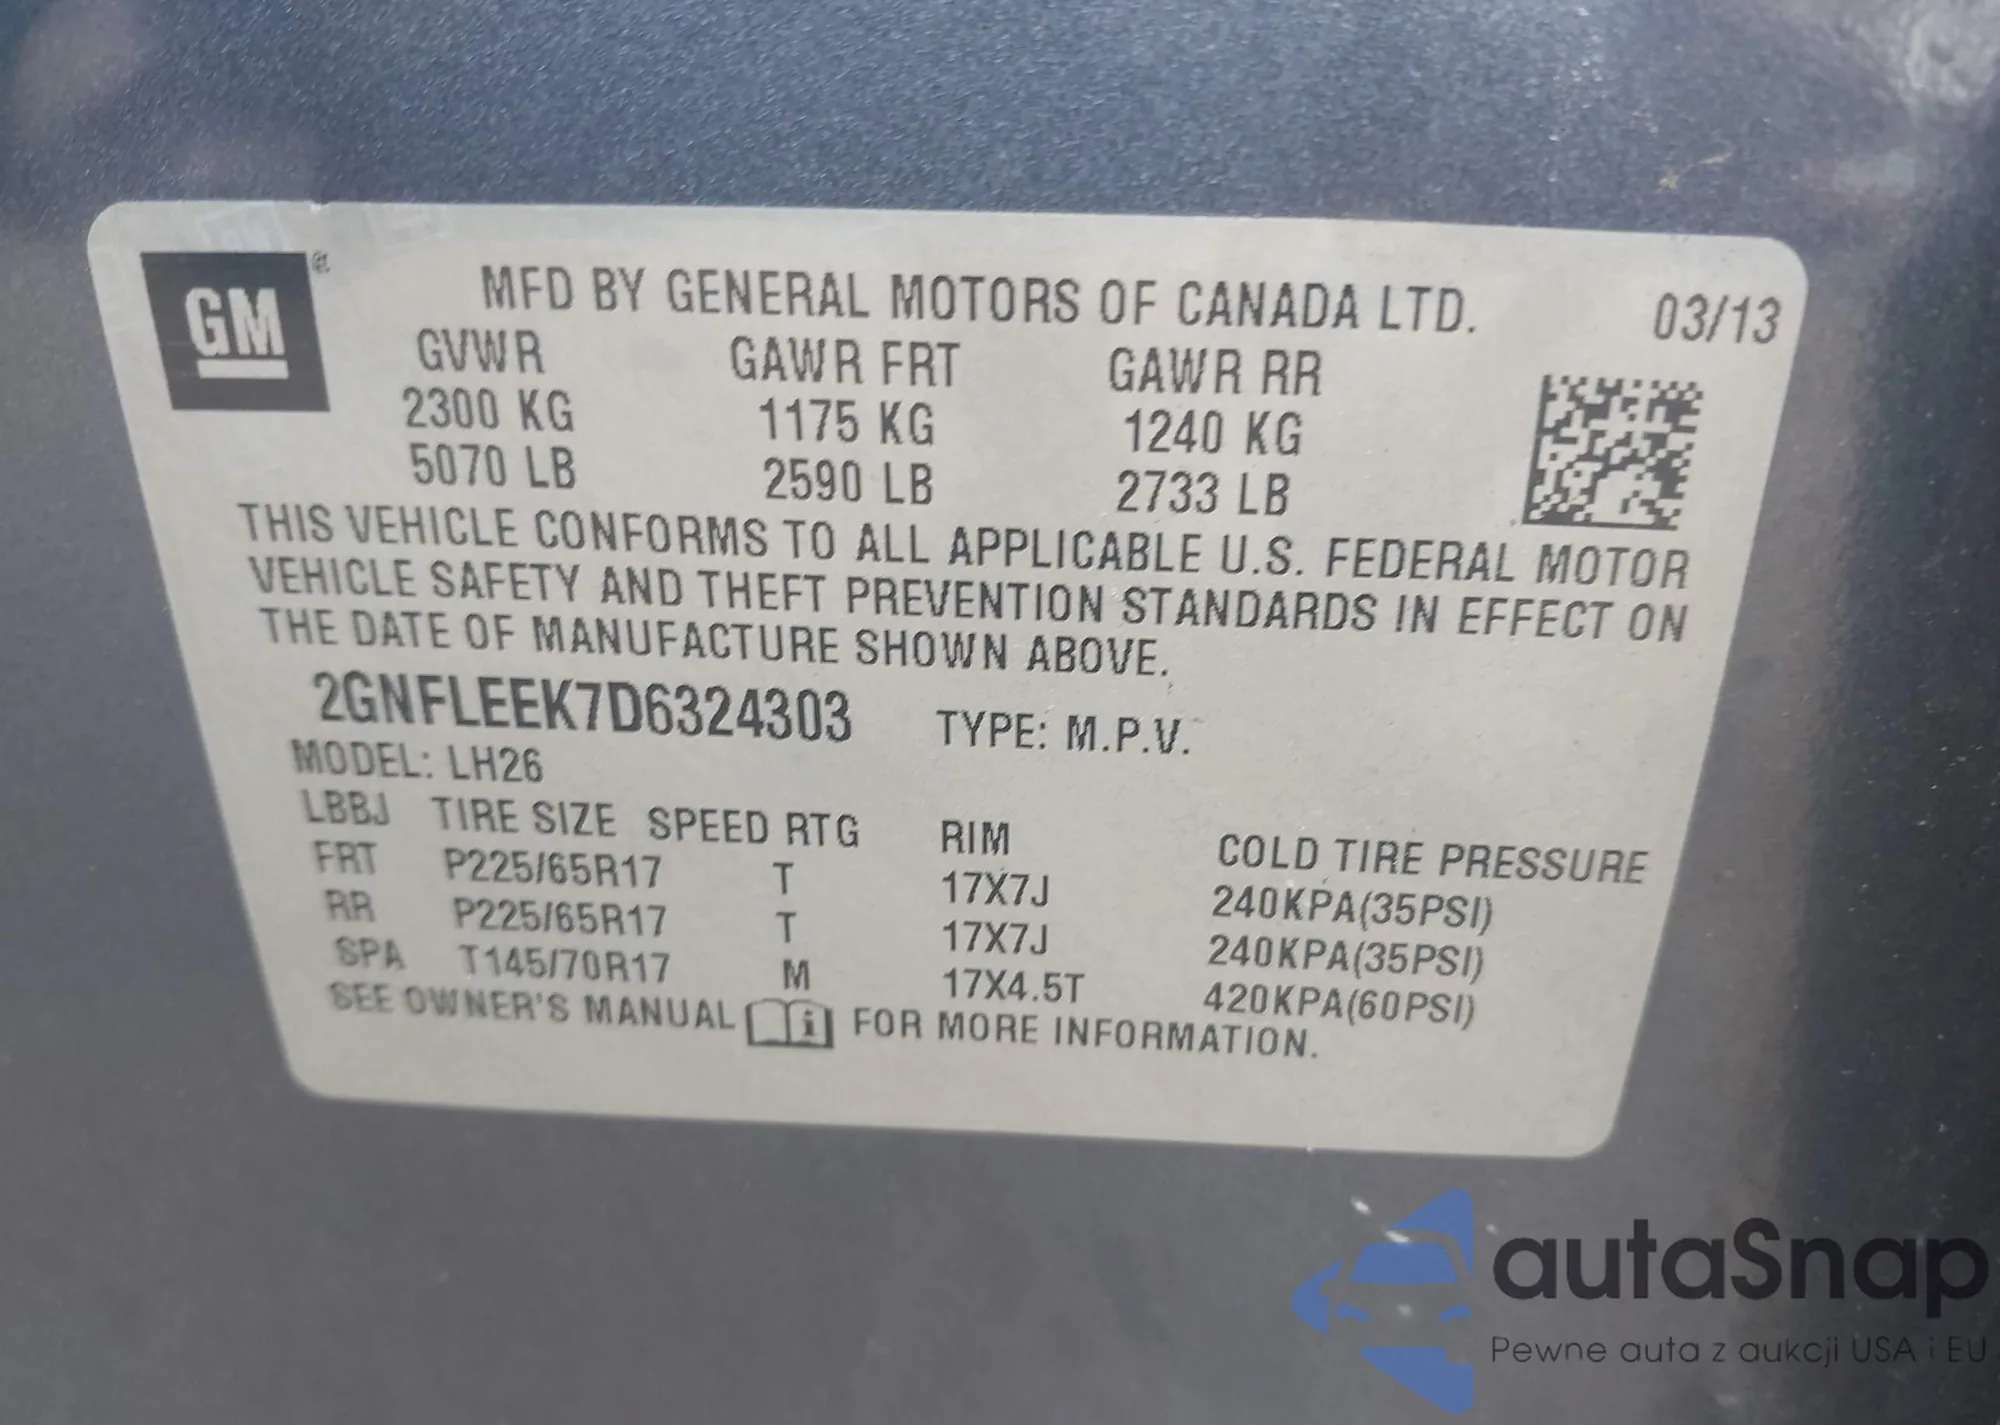 GM
MFD BY GENERAL MOTORS OF CANADA LTD. 03/13
GVWR GAWR FRT GAWR RR
2300 KG 1175 KG 1240 KG
5070 LB 2590 LB 2733 LB
THIS VEHICLE CONFORMS TO ALL APPLICABLE U.S. FEDERAL MOTOR
VEHICLE SAFETY AND THEFT PREVENTION STANDARDS IN EFFECT ON
THE DATE OF MANUFACTURE SHOWN ABOVE.
2GNFLEEK7D6324303 TYPE: M.P.V.
MODEL: LH26
LBBJ TIRE SIZE SPEED RTG RIM COLD TIRE PRESSURE
FRT P225/65R17 T 17X7J 240KPA(35PSI)
RR P225/65R17 T 17X7J 240KPA(35PSI)
SPA T145/70R17 M 17X4.5T 420KPA(60PSI)
SEE OWNER'S MANUAL i FOR MORE INFORMATION.
autaSnap
Pewne auta z aukcji USA i EU